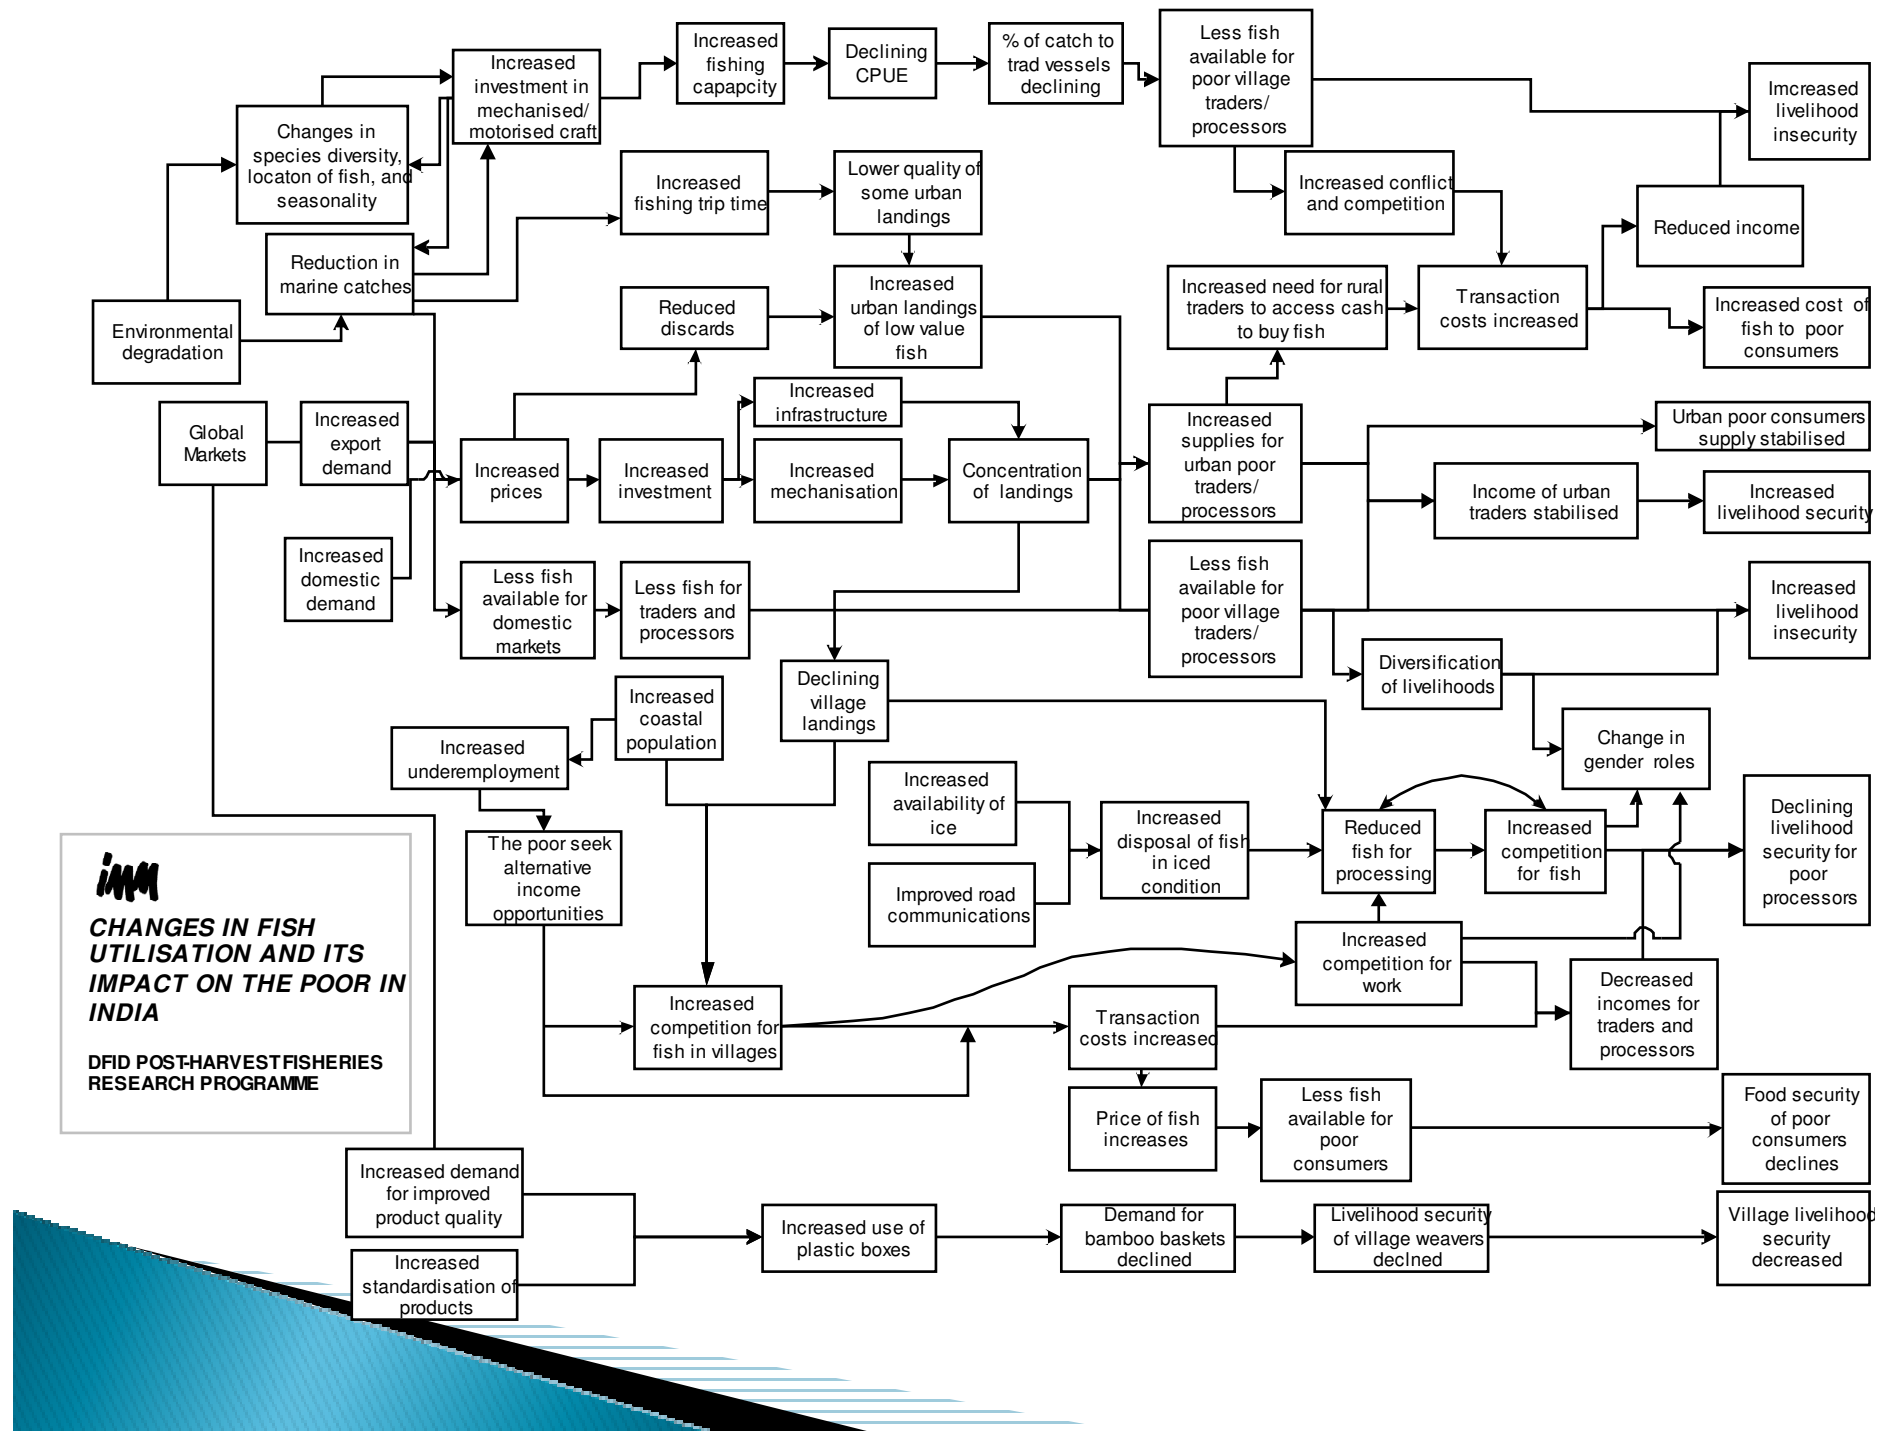 Increased
fishing
capapcity
Declining
CPUE
% of catch to
trad vessels
declining
Less fish
available for
poor village
traders/
processors
Imcreased
livelihood
insecurity
Increased
investment in
mechanised/
motorised craft
Changes in
species diversity,
locaton of fish, and
seasonality
Increased
fishing trip time
Lower quality of
some urban
landings
Increased conflict
and competition
Reduced income
Reduction in
marine catches
Environmental
degradation
Reduced
discards
Increased
urban landings
of low value
fish
Increased need for rural
traders to access cash
to buy fish
Transaction
costs increased
Increased cost of
fish to poor
consumers
Global
Markets
Increased
export
demand
Increased
infrastructure
Increased
prices
Increased
investment
Increased
mechanisation
Concentration
of landings
Increased
supplies for
urban poor
traders/
processors
Urban poor consumers
supply stabilised
Income of urban
traders stabilised
Increased
livelihood security
Increased
domestic
demand
Less fish
available for
domestic
markets
Less fish for
traders and
processors
Less fish
available for
poor village
traders/
processors
Increased
livelihood
insecurity
Diversification
of livelihoods
Declining
village
landings
Increased
coastal
population
Increased
underemployment
Change in
gender roles
Increased
availability of
ice
Increased
disposal of fish
in iced
condition
Reduced
fish for
processing
Increased
competition
for fish
Declining
livelihood
security for
poor
processors
The poor seek
alternative
income
opportunities
Improved road
communications
Increased
competition for
work
Decreased
incomes for
traders and
processors
Increased
competition for
fish in villages
Transaction
costs increased
imm
CHANGES IN FISH
UTILISATION AND ITS
IMPACT ON THE POOR IN
INDIA
DFID POST-HARVEST FISHERIES
RESEARCH PROGRAMME
Price of fish
increases
Less fish
available for
poor
consumers
Food security
of poor
consumers
declines
Increased demand
for improved
product quality
Increased
standardisation of
products
Increased use of
plastic boxes
Demand for
bamboo baskets
declined
Livelihood security
of village weavers
declned
Village livelihood
security
decreased